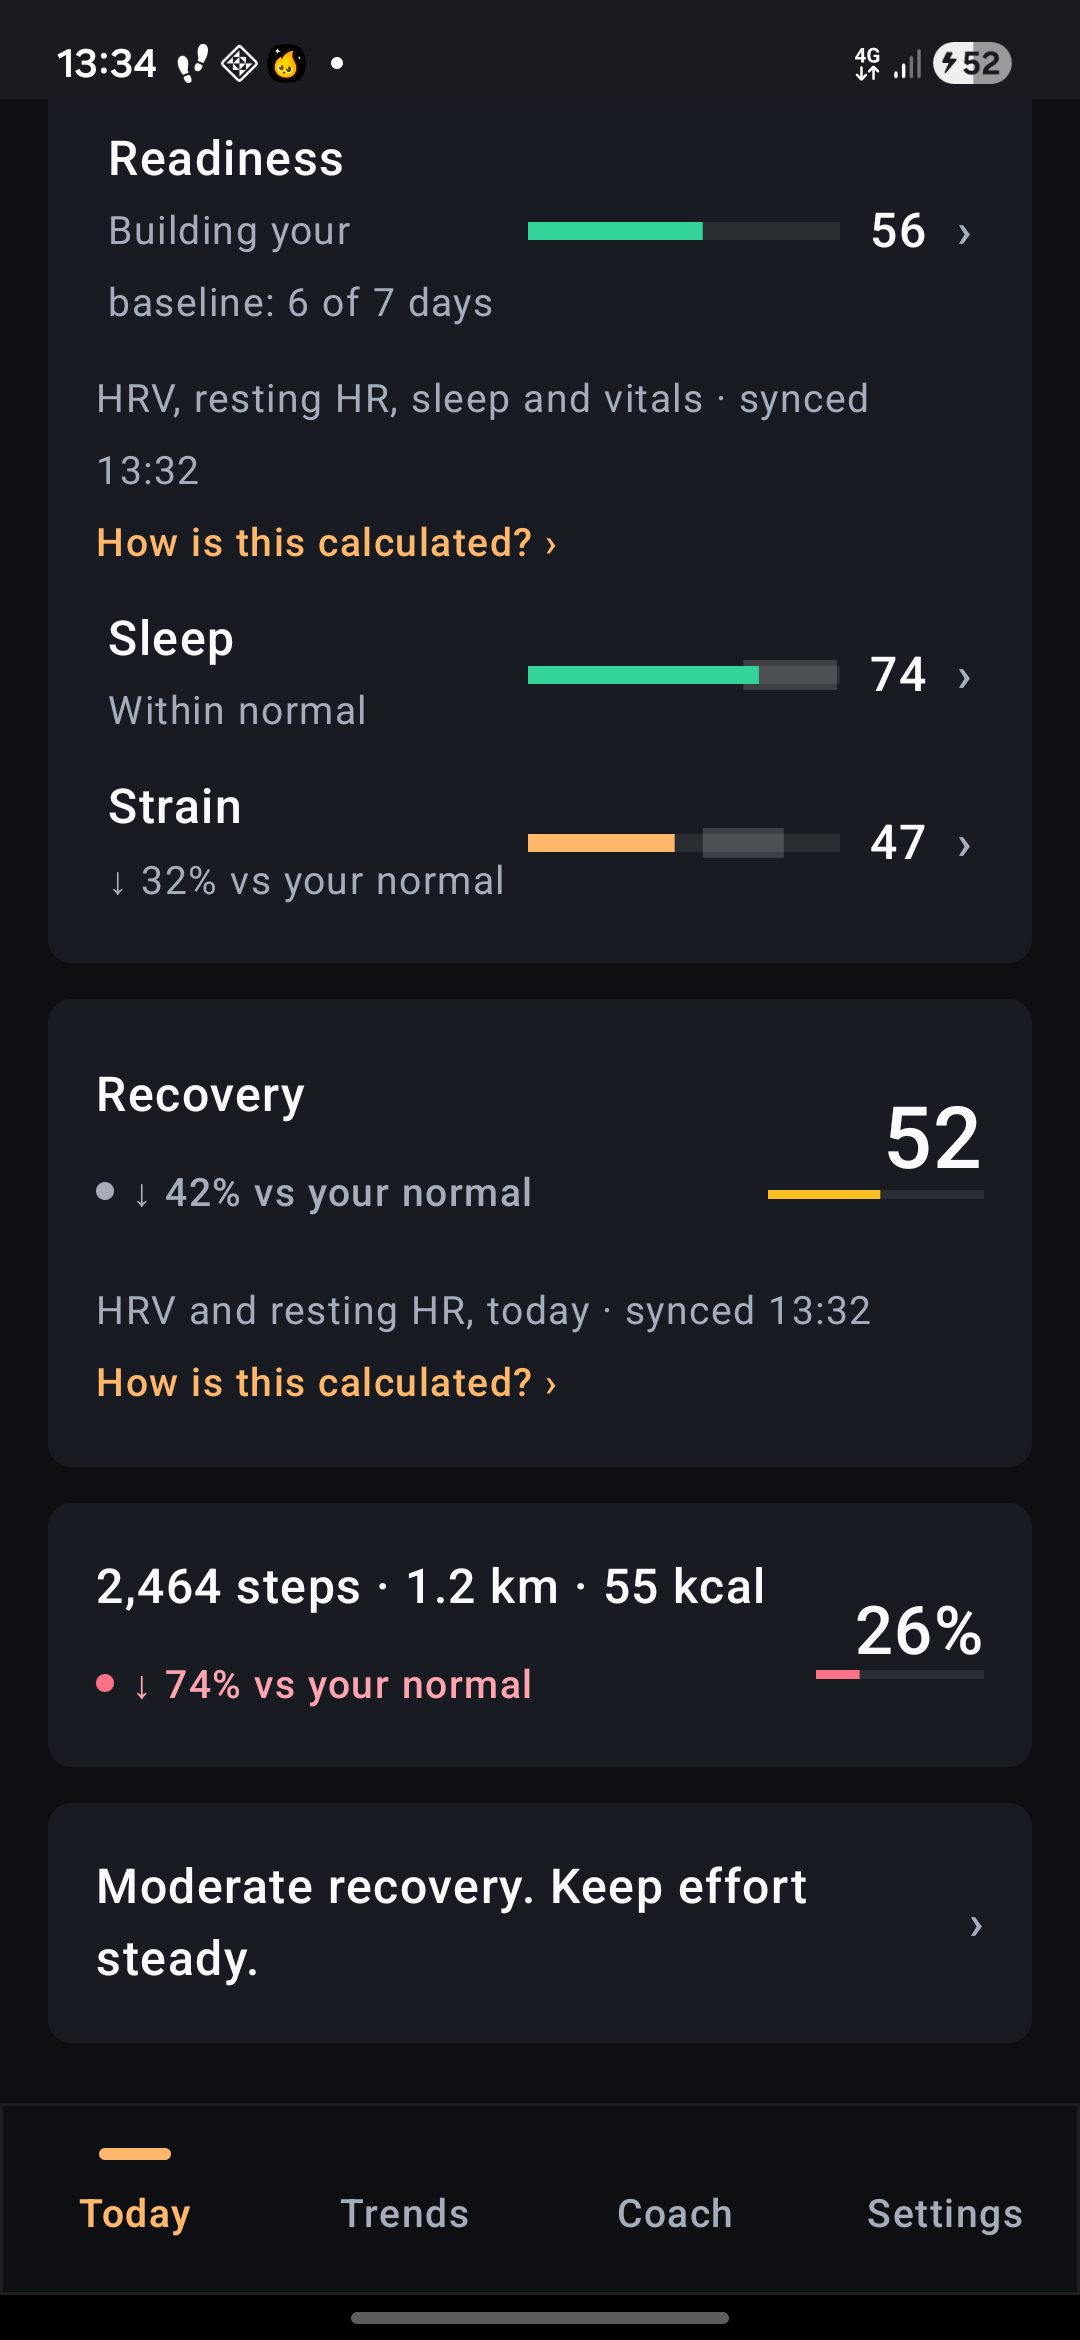 13:34
4G
52
Readiness
Building your
baseline: 6 of 7 days
56 ›
HRV, resting HR, sleep and vitals · synced
13:32
How is this calculated? ›
Sleep
Within normal
74 ›
Strain
↓ 32% vs your normal
47 ›
Recovery
52
↓ 42% vs your normal
HRV and resting HR, today · synced 13:32
How is this calculated? ›
2,464 steps · 1.2 km · 55 kcal
26%
↓ 74% vs your normal
Moderate recovery. Keep effort
steady.
›
Today
Trends
Coach
Settings